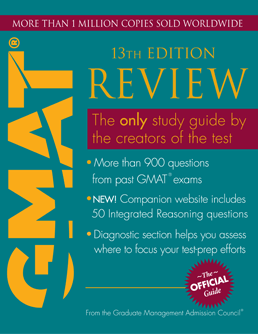 MORE THAN 1 MILLION COPIES SOLD WORLDWIDE
GMAT®
13TH EDITION
REVIEW
The only study guide by
the creators of the test
• More than 900 questions
from past GMAT® exams
• NEW! Companion website includes
50 Integrated Reasoning questions
• Diagnostic section helps you assess
where to focus your test-prep efforts
~The~
OFFICIAL
Guide
From the Graduate Management Admission Council®